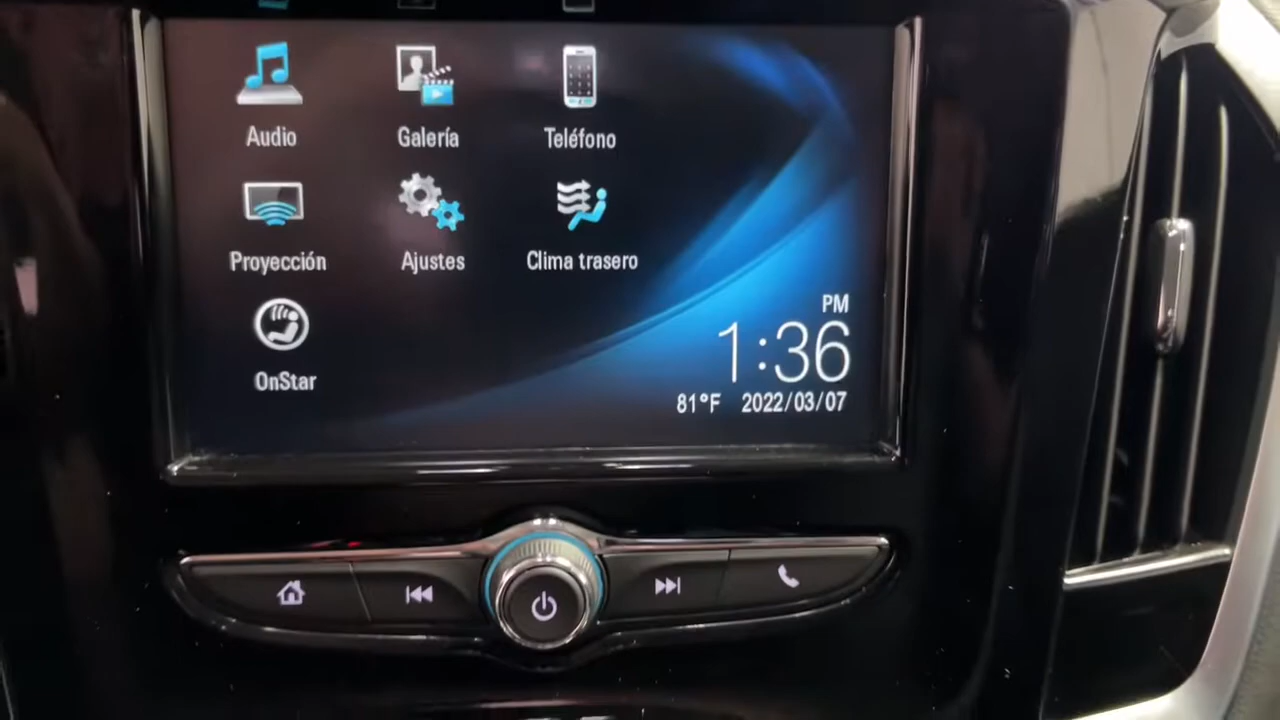 Audio
Galería
Teléfono
Proyección
Ajustes
Clima trasero
OnStar
PM
1:36
81°F 2022/03/07